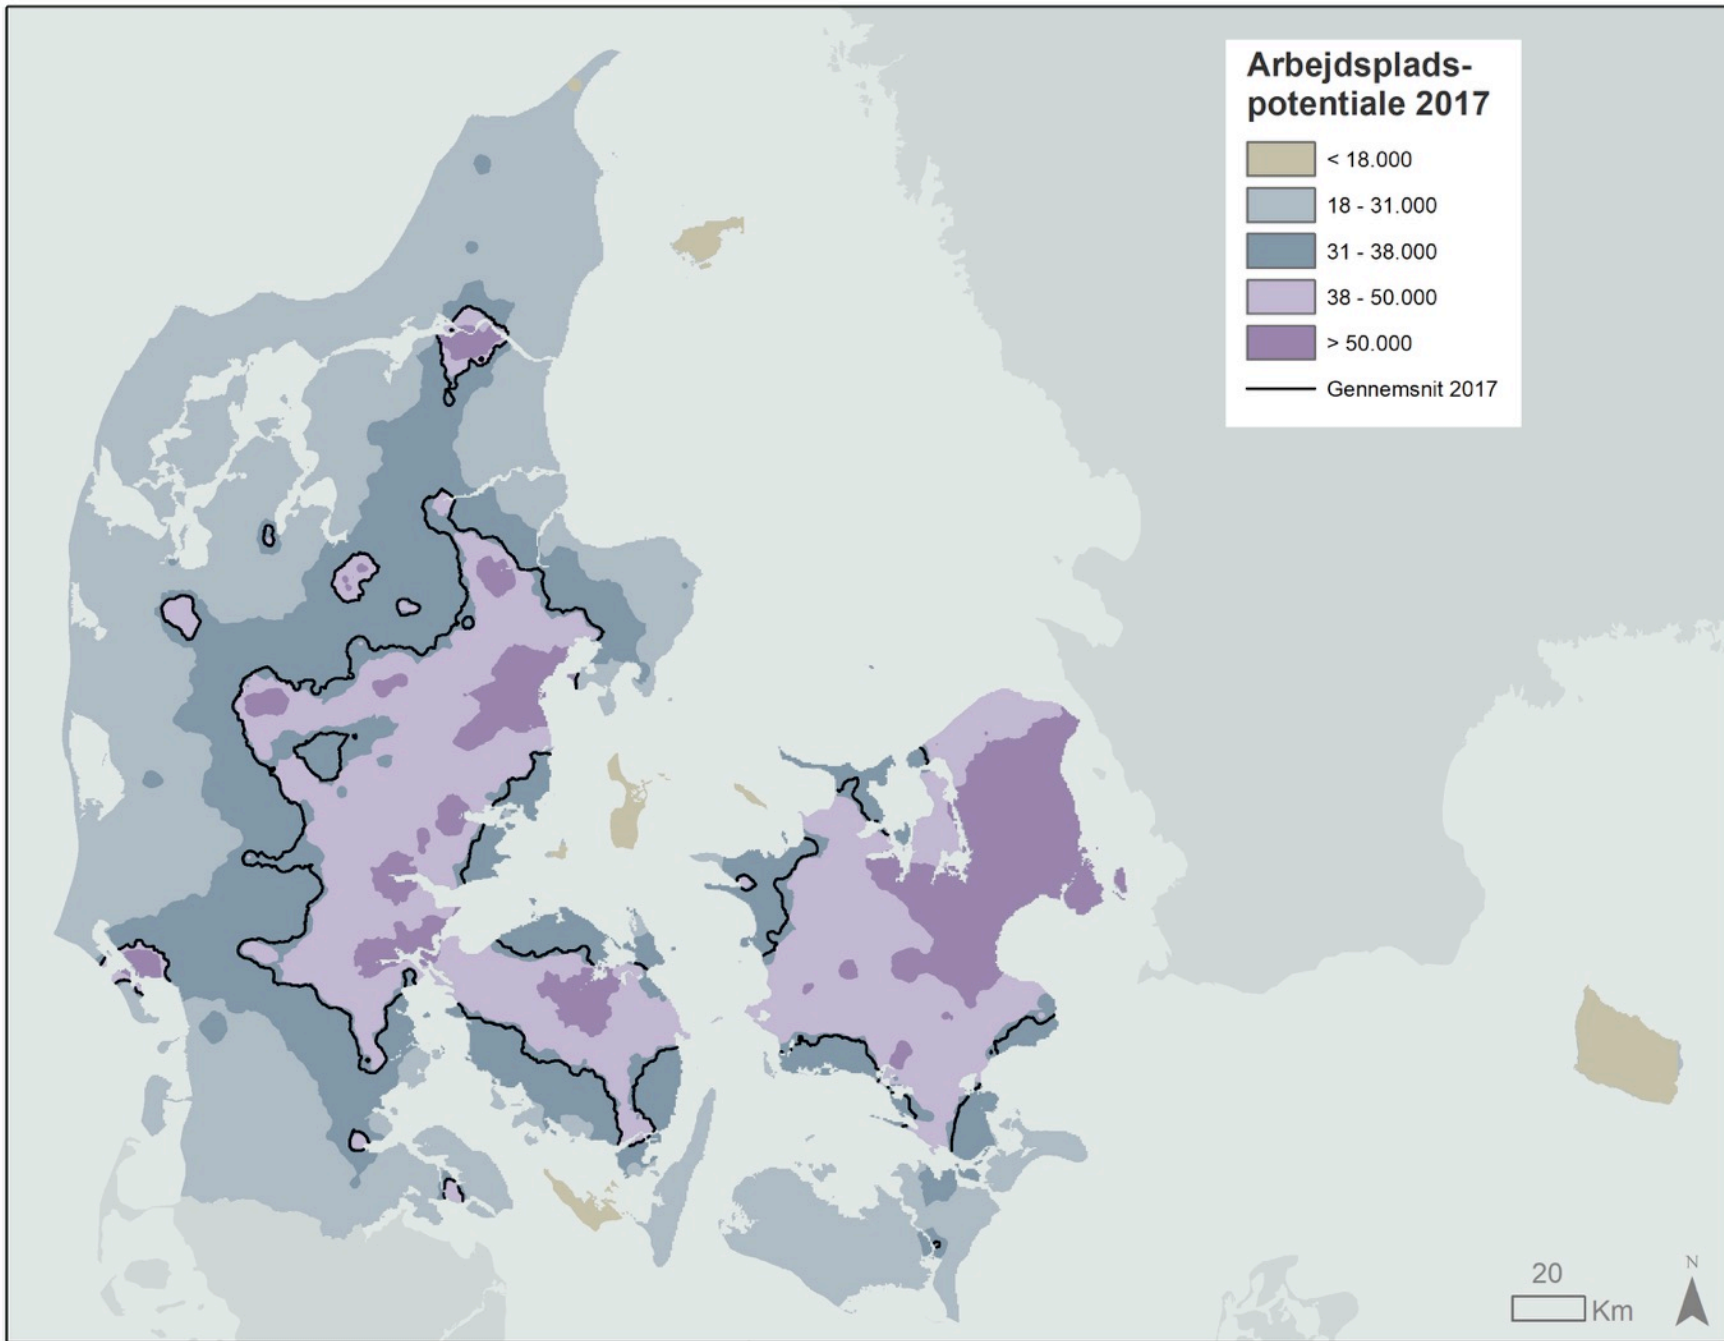 Arbejdsplads-
potentiale 2017
< 18.000
18 - 31.000
31 - 38.000
38 - 50.000
> 50.000
Gennemsnit 2017
N
20
Km